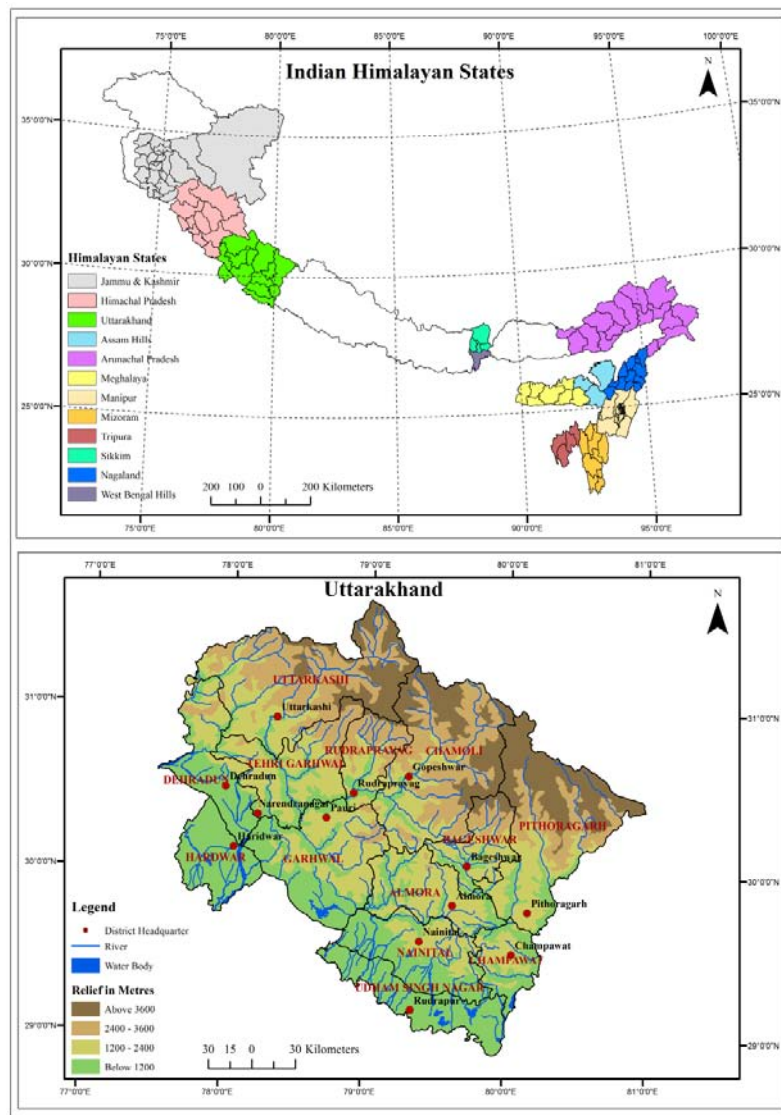 75°0'0"E 80°0'0"E 85°0'0"E 90°0'0"E 95°0'0"E 100°0'0"E
Indian Himalayan States
N
35°0'0"N
35°0'0"N
30°0'0"N
30°0'0"N
25°0'0"N
25°0'0"N
Himalayan States
Jammu & Kashmir
Himachal Pradesh
Uttarakhand
Assam Hills
Arunachal Pradesh
Meghalaya
Manipur
Mizoram
Tripura
Sikkim
Nagaland
West Bengal Hills
200 100 0 200 Kilometers
75°0'0"E 80°0'0"E 85°0'0"E 90°0'0"E 95°0'0"E
77°0'0"E 78°0'0"E 79°0'0"E 80°0'0"E 81°0'0"E
Uttarakhand
N
31°0'0"N
31°0'0"N
30°0'0"N
30°0'0"N
29°0'0"N
29°0'0"N
UTTARKASHI
Uttarkashi
RUDRAPRAYAG
CHAMOLI
TEHRI GARHWAL
Gopeshwar
DEHRADUN
Dehradun
Rudraprayag
Narendranagar
Pauri
PITHORAGARH
Haridwar
BAGESHWAR
HARDWAR
GARHWAL
Bageshwar
ALMORA
Almora
Pithoragarh
Nainital
NAINITAL
Champawat
CHAMPAWAT
UDHAM SINGH NAGAR
Rudrapur
Legend
District Headquarter
River
Water Body
Relief in Metres
Above 3600
2400 - 3600
1200 - 2400
Below 1200
30 15 0 30 Kilometers
77°0'0"E 78°0'0"E 79°0'0"E 80°0'0"E